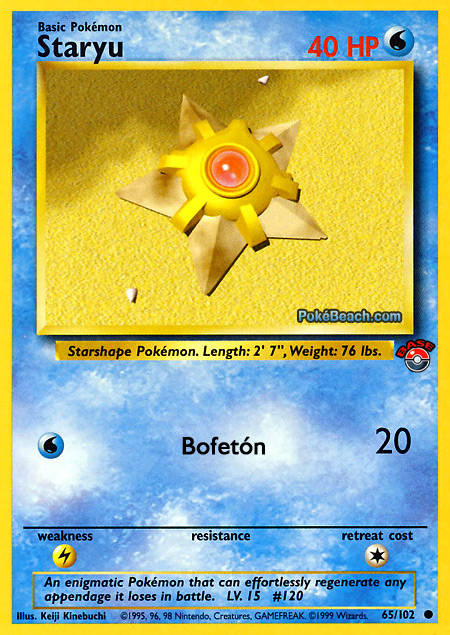 Basic Pokémon
Staryu 40 HP
PokéBeach.com
Starshape Pokémon. Length: 2' 7", Weight: 76 lbs.
BASE
Bofetón 20
weakness resistance retreat cost
An enigmatic Pokémon that can effortlessly regenerate any
appendage it loses in battle. LV. 15 #120
Illus. Keiji Kinebuchi ©1995, 96, 98 Nintendo, Creatures, GAMEFREAK. ©1999 Wizards. 65/102